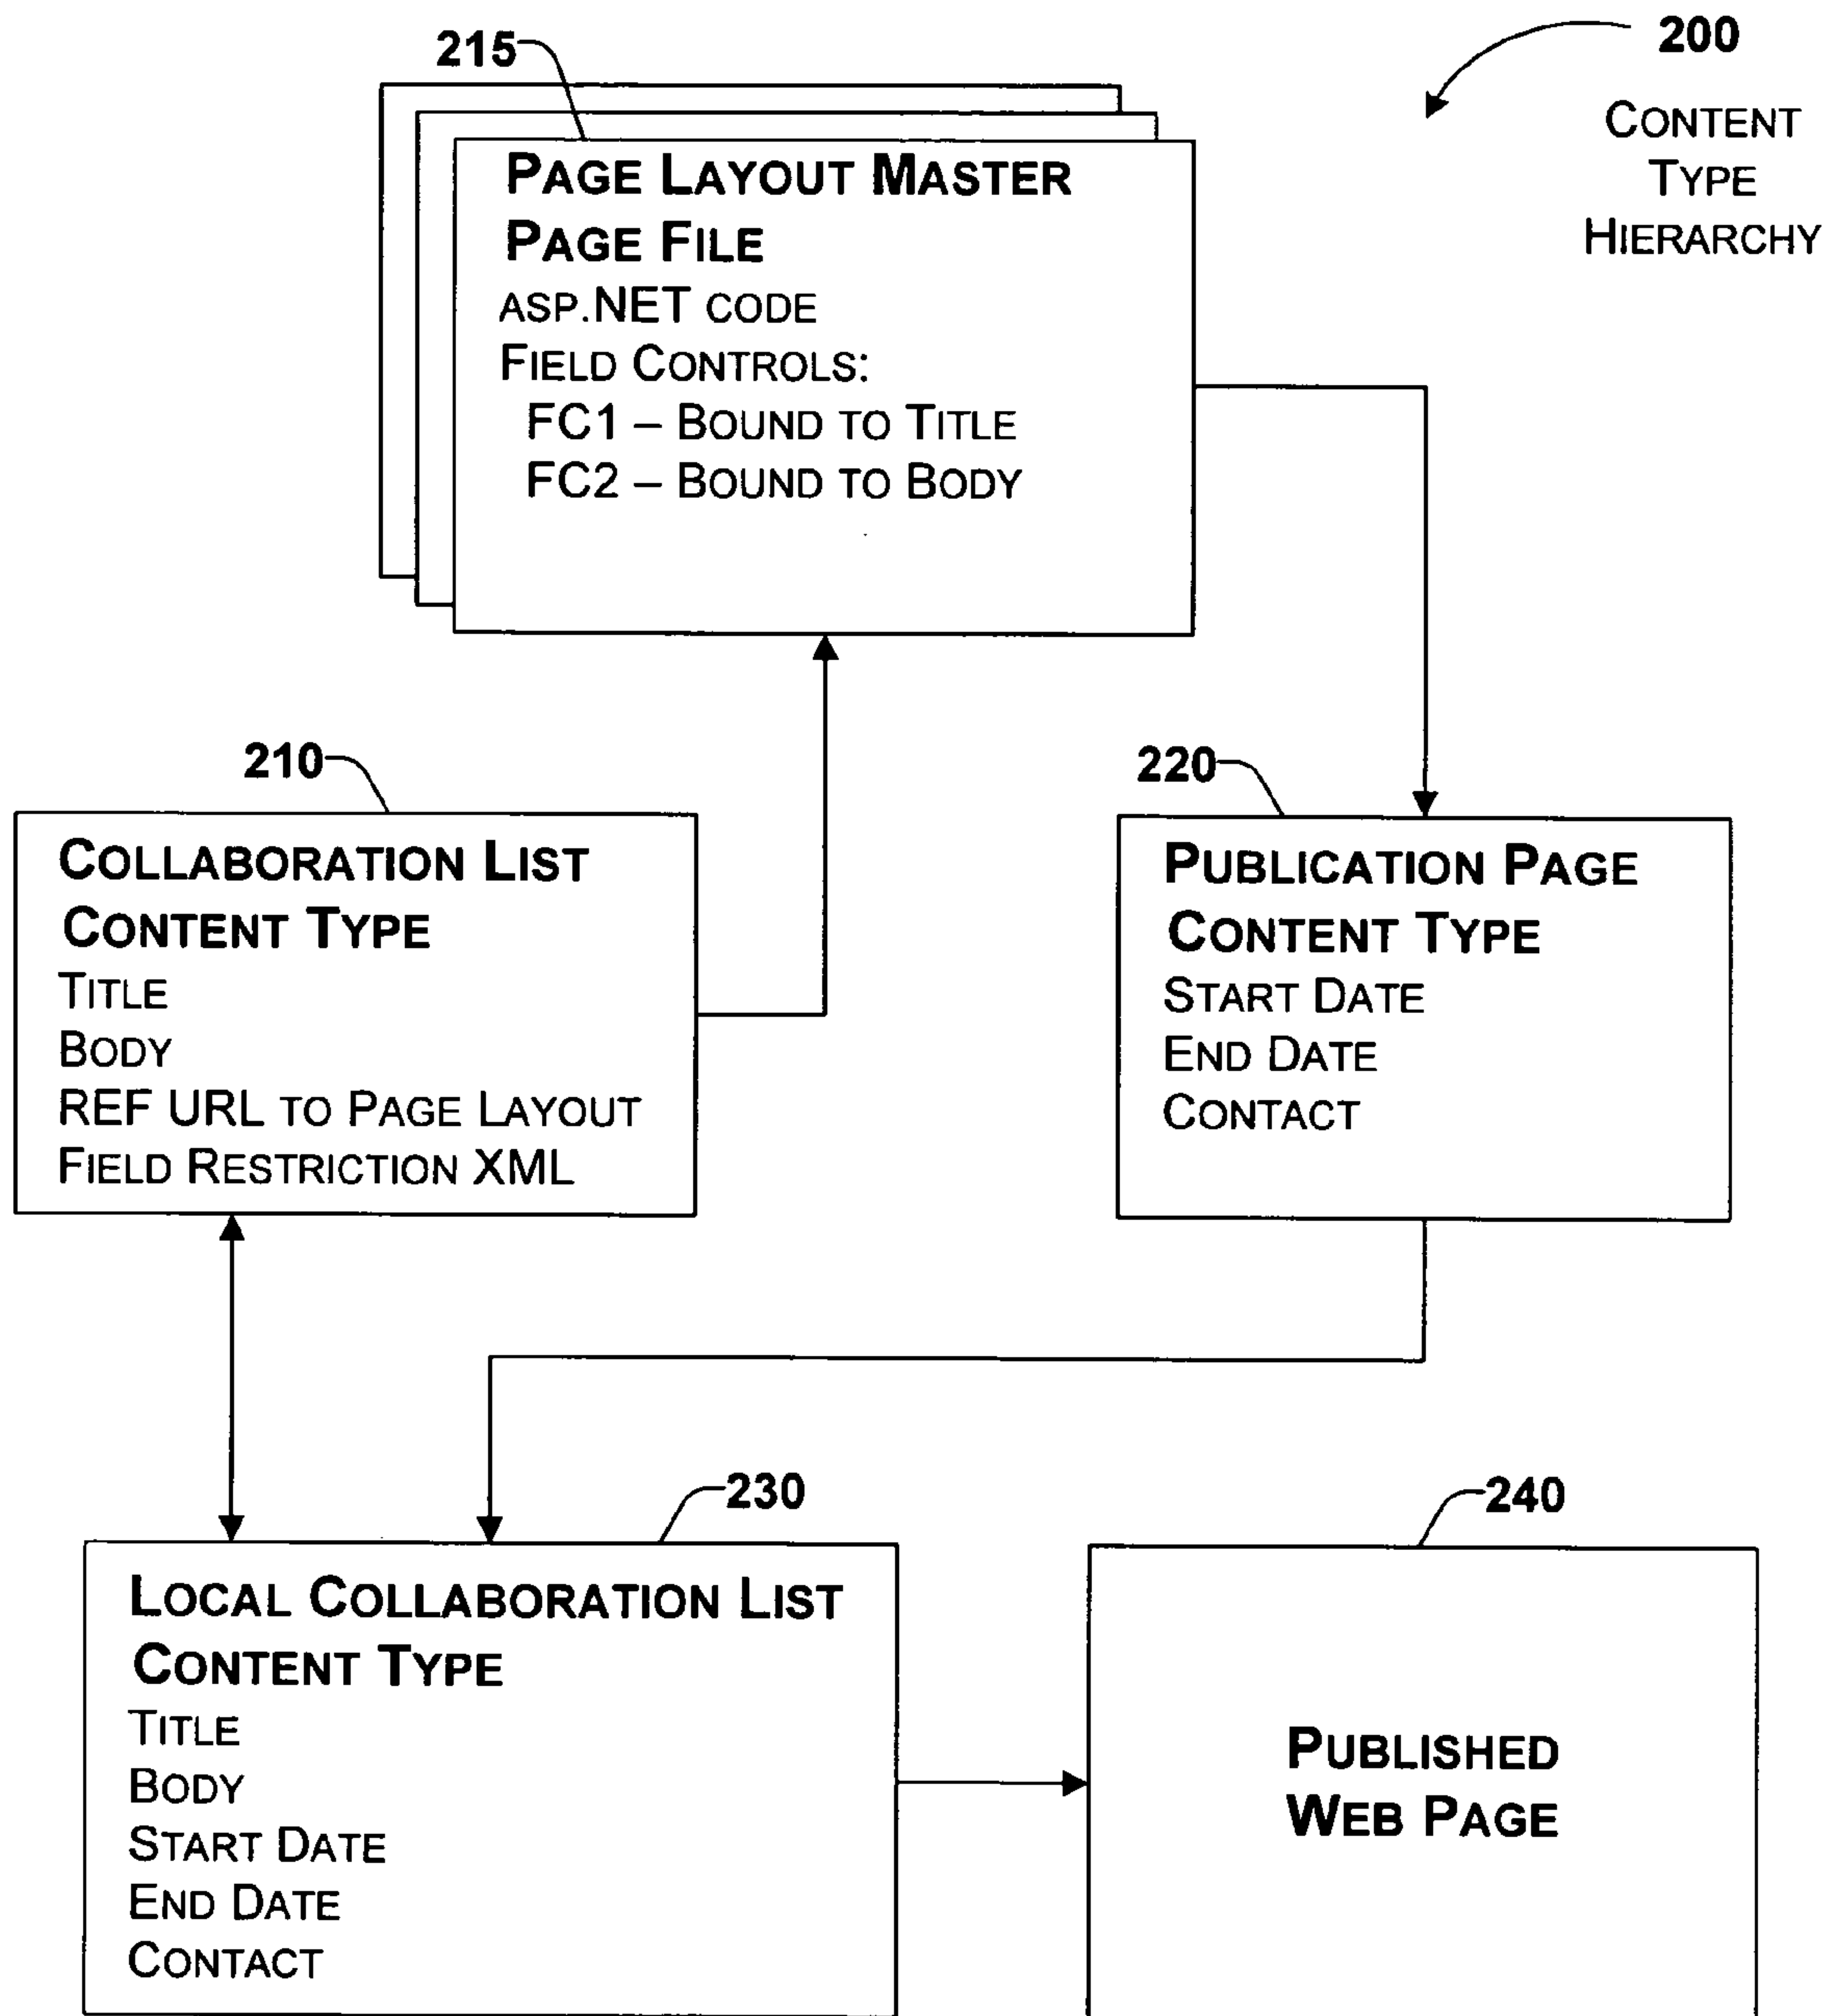 215
200
CONTENT
TYPE
HIERARCHY
PAGE LAYOUT MASTER
PAGE FILE
ASP.NET CODE
FIELD CONTROLS:
FC1 – BOUND TO TITLE
FC2 – BOUND TO BODY
210
COLLABORATION LIST
CONTENT TYPE
TITLE
BODY
REF URL TO PAGE LAYOUT
FIELD RESTRICTION XML
220
PUBLICATION PAGE
CONTENT TYPE
START DATE
END DATE
CONTACT
230
LOCAL COLLABORATION LIST
CONTENT TYPE
TITLE
BODY
START DATE
END DATE
CONTACT
240
PUBLISHED
WEB PAGE